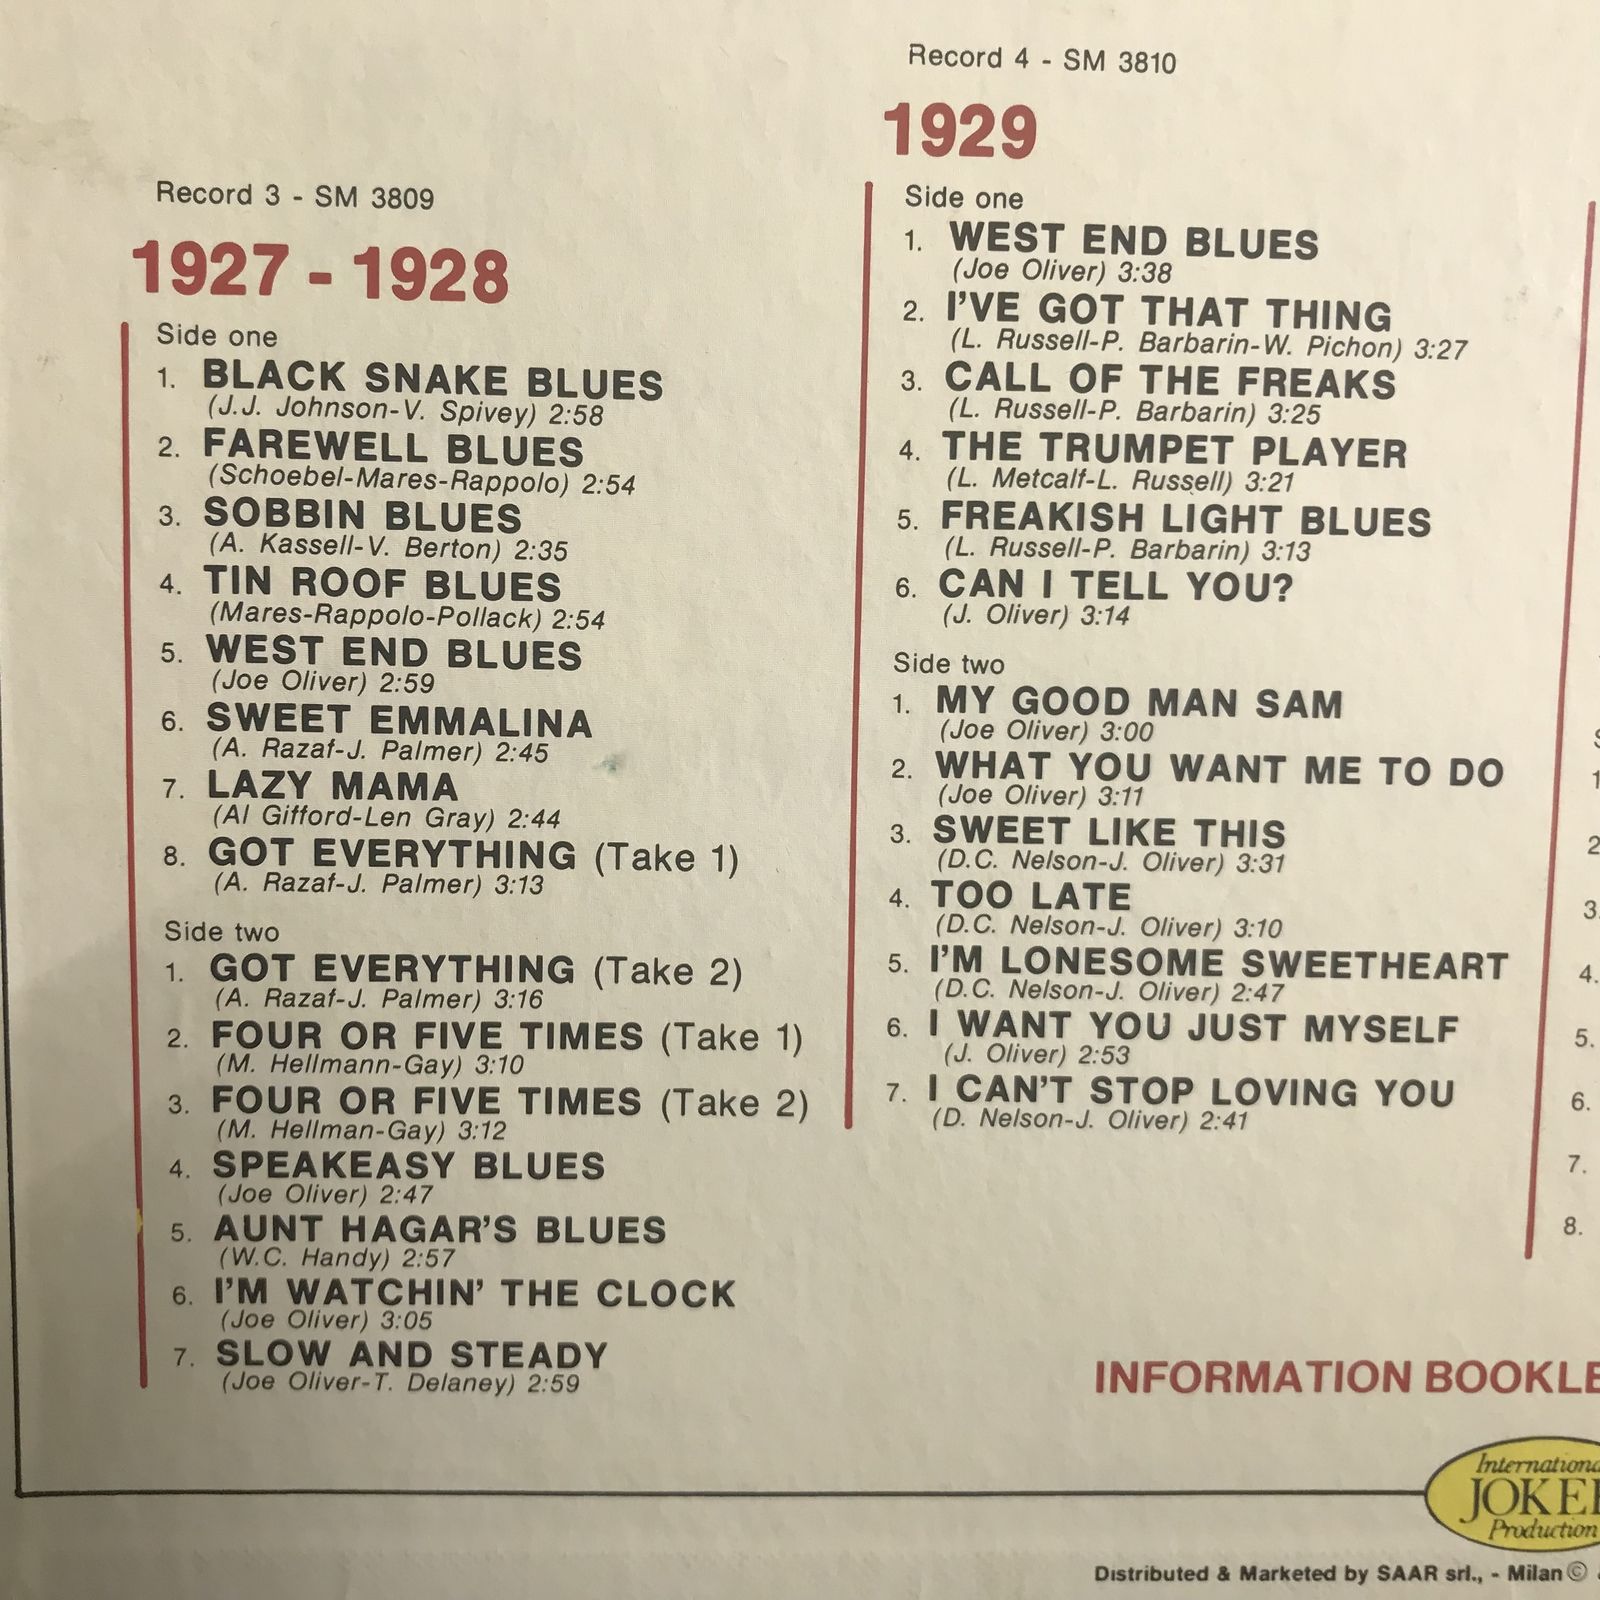 Record 3 - SM 3809
1927 - 1928
Side one
1. BLACK SNAKE BLUES
(J.J. Johnson-V. Spivey) 2:58
2. FAREWELL BLUES
(Schoebel-Mares-Rappolo) 2:54
3. SOBBIN BLUES
(A. Kassell-V. Berton) 2:35
4. TIN ROOF BLUES
(Mares-Rappolo-Pollack) 2:54
5. WEST END BLUES
(Joe Oliver) 2:59
6. SWEET EMMALINA
(A. Razaf-J. Palmer) 2:45
7. LAZY MAMA
(Al Gifford-Len Gray) 2:44
8. GOT EVERYTHING (Take 1)
(A. Razaf-J. Palmer) 3:13
Side two
1. GOT EVERYTHING (Take 2)
(A. Razaf-J. Palmer) 3:16
2. FOUR OR FIVE TIMES (Take 1)
(M. Hellmann-Gay) 3:10
3. FOUR OR FIVE TIMES (Take 2)
(M. Hellman-Gay) 3:12
4. SPEAKEASY BLUES
(Joe Oliver) 2:47
5. AUNT HAGAR'S BLUES
(W.C. Handy) 2:57
6. I'M WATCHIN' THE CLOCK
(Joe Oliver) 3:05
7. SLOW AND STEADY
(Joe Oliver-T. Delaney) 2:59
Record 4 - SM 3810
1929
Side one
1. WEST END BLUES
(Joe Oliver) 3:38
2. I'VE GOT THAT THING
(L. Russell-P. Barbarin-W. Pichon) 3:27
3. CALL OF THE FREAKS
(L. Russell-P. Barbarin) 3:25
4. THE TRUMPET PLAYER
(L. Metcalf-L. Russell) 3:21
5. FREAKISH LIGHT BLUES
(L. Russell-P. Barbarin) 3:13
6. CAN I TELL YOU?
(J. Oliver) 3:14
Side two
1. MY GOOD MAN SAM
(Joe Oliver) 3:00
2. WHAT YOU WANT ME TO DO
(Joe Oliver) 3:11
3. SWEET LIKE THIS
(D.C. Nelson-J. Oliver) 3:31
4. TOO LATE
(D.C. Nelson-J. Oliver) 3:10
5. I'M LONESOME SWEETHEART
(D.C. Nelson-J. Oliver) 2:47
6. I WANT YOU JUST MYSELF
(J. Oliver) 2:53
7. I CAN'T STOP LOVING YOU
(D. Nelson-J. Oliver) 2:41
S
1
2
3.
4.
5.
6.
7.
8.
INFORMATION BOOKLE
Internationa
JOKE
Production
Distributed & Marketed by SAAR srl., - Milan ©